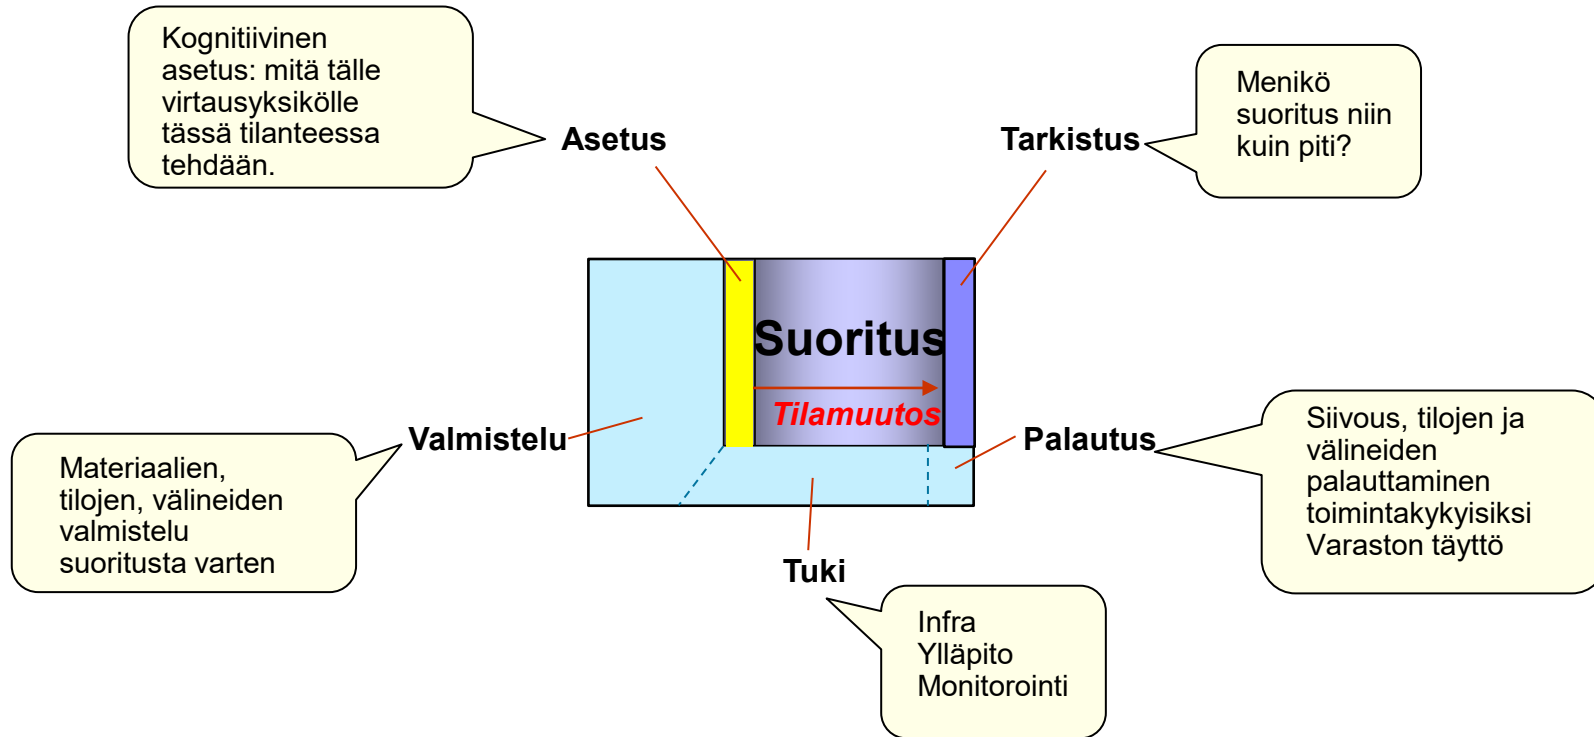 Kognitiivinen
asetus: mitä tälle
virtausyksikölle
tässä tilanteessa
tehdään.
Asetus
Tarkistus
Menikö
suoritus niin
kuin piti?
Suoritus
Tilamuutos
Valmistelu
Materiaalien,
tilojen, välineiden
valmistelu
suoritusta varten
Palautus
Siivous, tilojen ja
välineiden
palauttaminen
toimintakykyisiksi
Varaston täyttö
Tuki
Infra
Ylläpito
Monitorointi